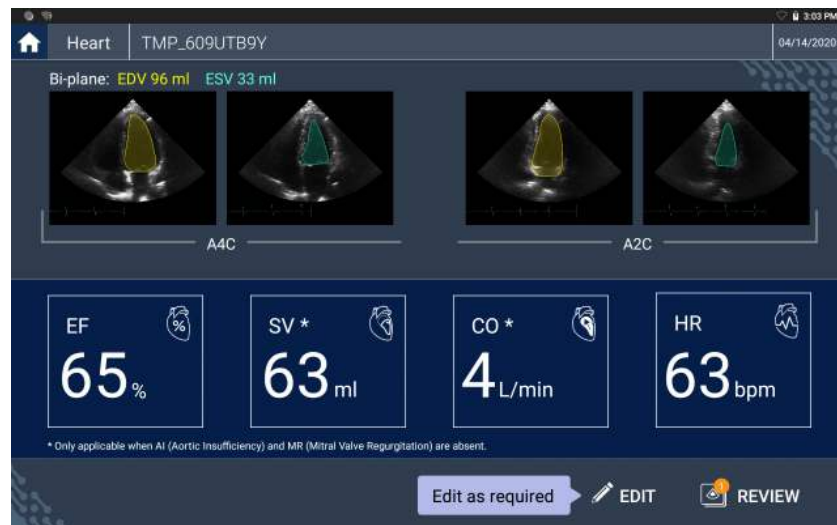 3:03 PM
Heart TMP_609UTB9Y 04/14/2020
Bi-plane: EDV 96 ml ESV 33 ml
A4C A2C
EF % SV * CO * HR
65% 63 ml 4 L/min 63 bpm
* Only applicable when AI (Aortic Insufficiency) and MR (Mitral Valve Regurgitation) are absent.
Edit as required EDIT 1 REVIEW